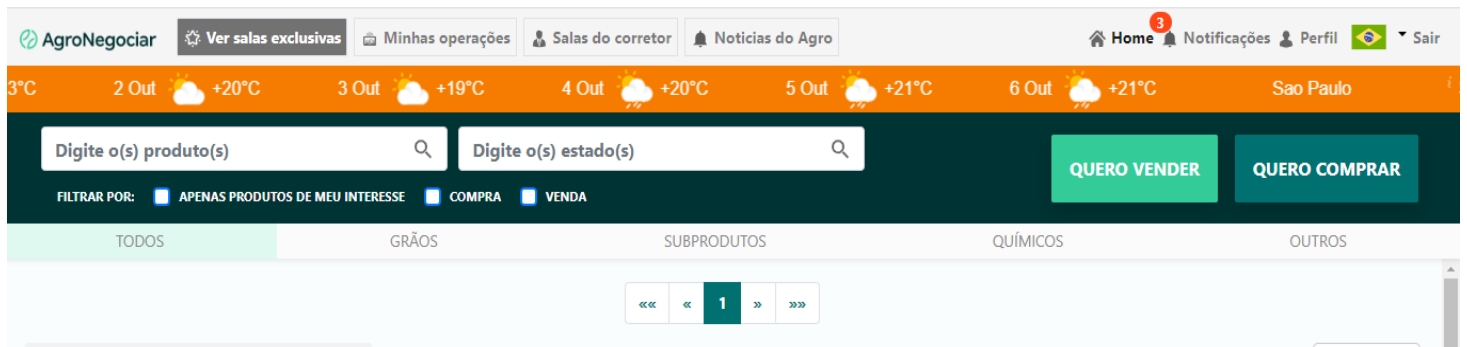 AgroNegociar Ver salas exclusivas Minhas operações Salas do corretor Noticias do Agro Home 3 Notificações Perfil Sair
3°C 2 Out +20°C 3 Out +19°C 4 Out +20°C 5 Out +21°C 6 Out +21°C Sao Paulo
Digite o(s) produto(s) Digite o(s) estado(s) QUERO VENDER QUERO COMPRAR
FILTRAR POR: APENAS PRODUTOS DE MEU INTERESSE COMPRA VENDA
TODOS GRÃOS SUBPRODUTOS QUÍMICOS OUTROS
«« « 1 » »»